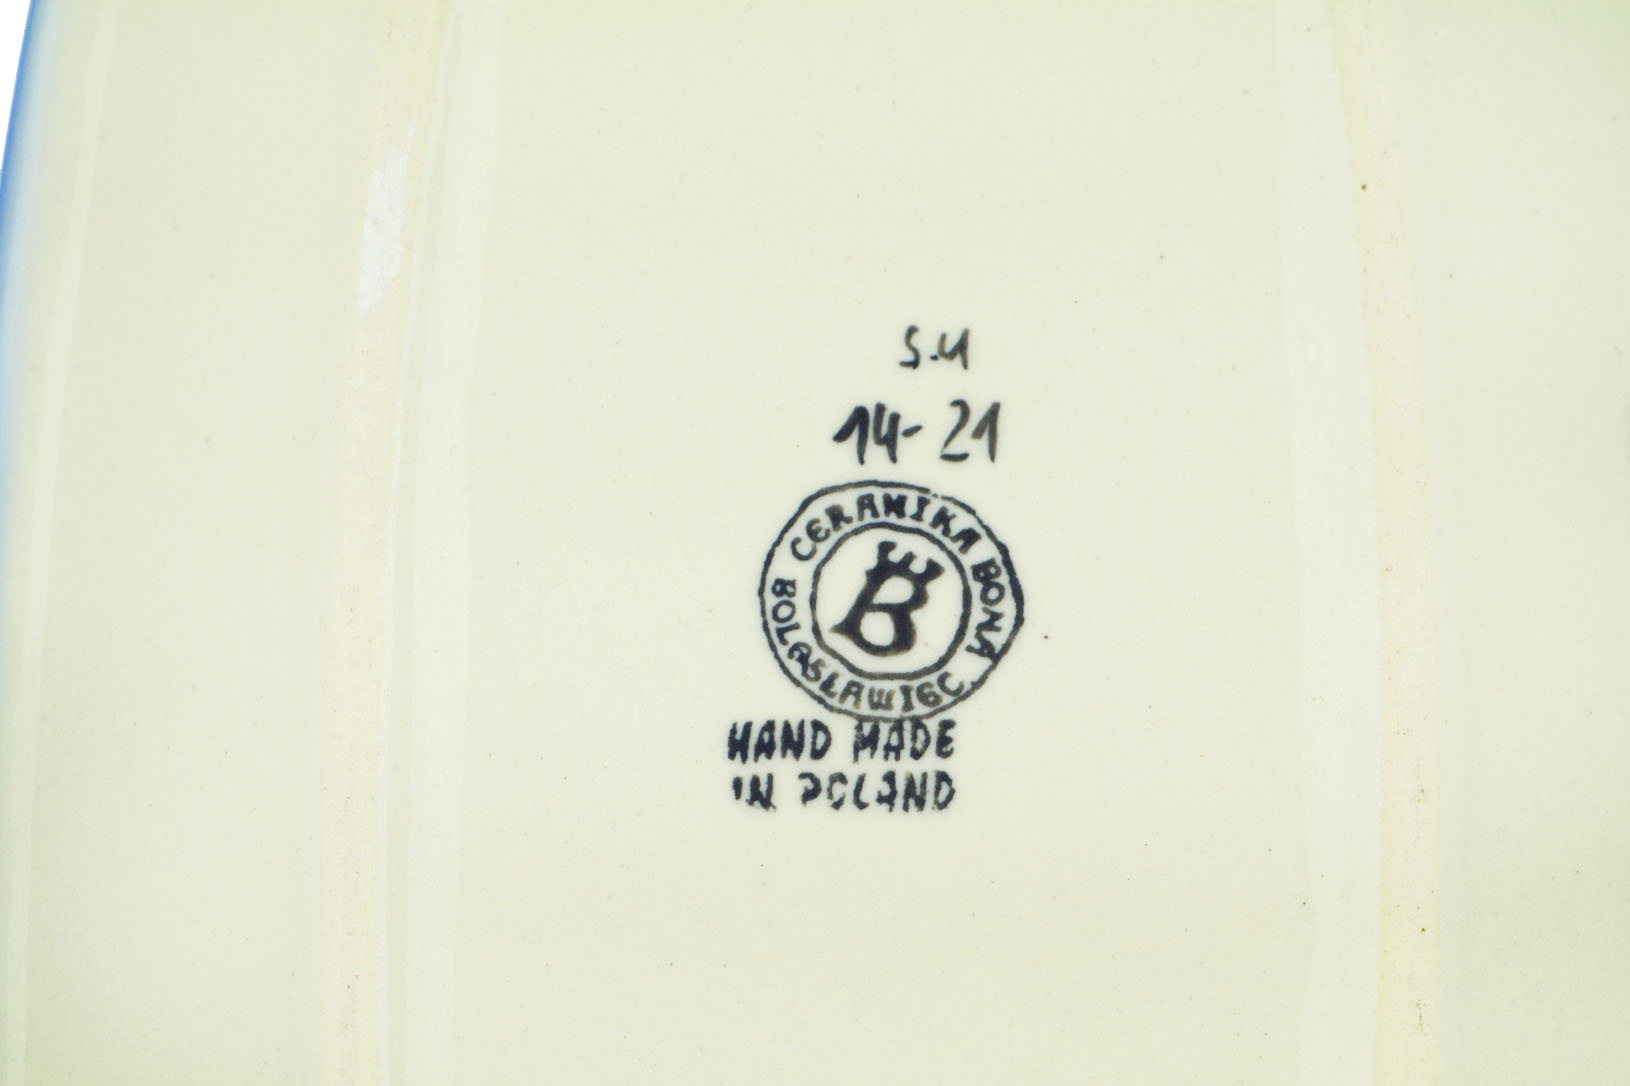 S.U
14-21
CERAMIKA BONA
BOLESŁAWIEC
B
HAND MADE
IN POLAND